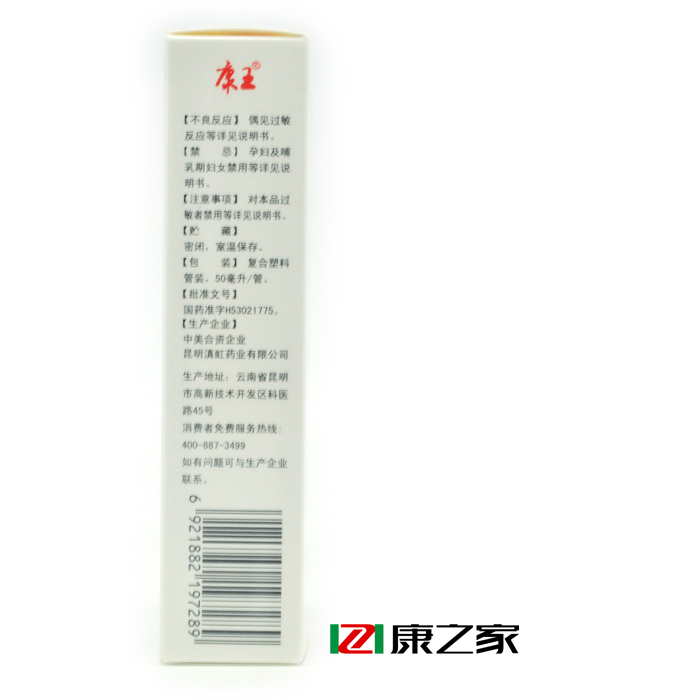 康王®
【不良反应】 偶见过敏
反应等详见说明书。
【禁 忌】 孕妇及哺
乳期妇女禁用等详见说
明书。
【注意事项】 对本品过
敏者禁用等详见说明书。
【贮 藏】
密闭，室温保存。
【包 装】 复合塑料
管装，50毫升/管。
【批准文号】
国药准字H53021775。
【生产企业】
中美合资企业
昆明滇虹药业有限公司
生产地址：云南省昆明
市高新技术开发区科医
路45号
消费者免费服务热线：
400-887-3499
如有问题可与生产企业
联系。
6 921882 197289
康之家